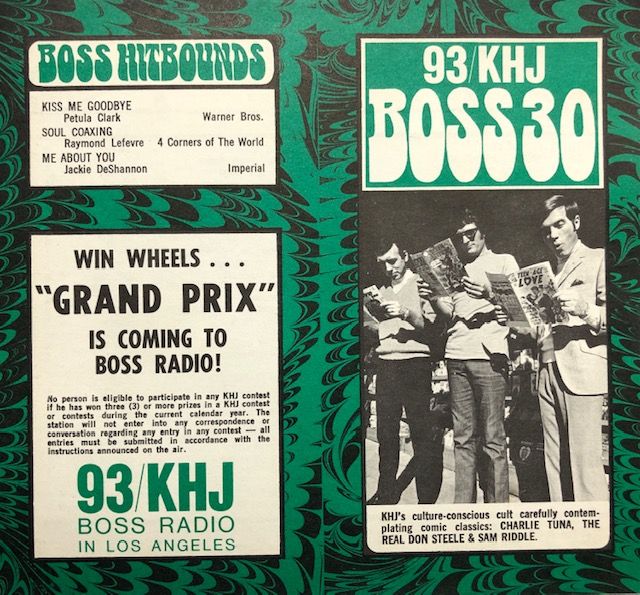 BOSS HITBOUNDS
KISS ME GOODBYE
Petula Clark Warner Bros.
SOUL COAXING
Raymond Lefevre 4 Corners of The World
ME ABOUT YOU
Jackie DeShannon Imperial
WIN WHEELS . . .
"GRAND PRIX"
IS COMING TO
BOSS RADIO!
No person is eligible to participate in any KHJ contest
if he has won three (3) or more prizes in a KHJ contest
or contests during the current calendar year. The
station will not enter into any correspondence or
conversation regarding any entry in any contest — all
entries must be submitted in accordance with the
instructions announced on the air.
93/KHJ
BOSS RADIO
IN LOS ANGELES
93/KHJ
BOSS 30
TEEN-AGE
LOVE
KHJ's culture-conscious cult carefully contem-
plating comic classics: CHARLIE TUNA, THE
REAL DON STEELE & SAM RIDDLE.